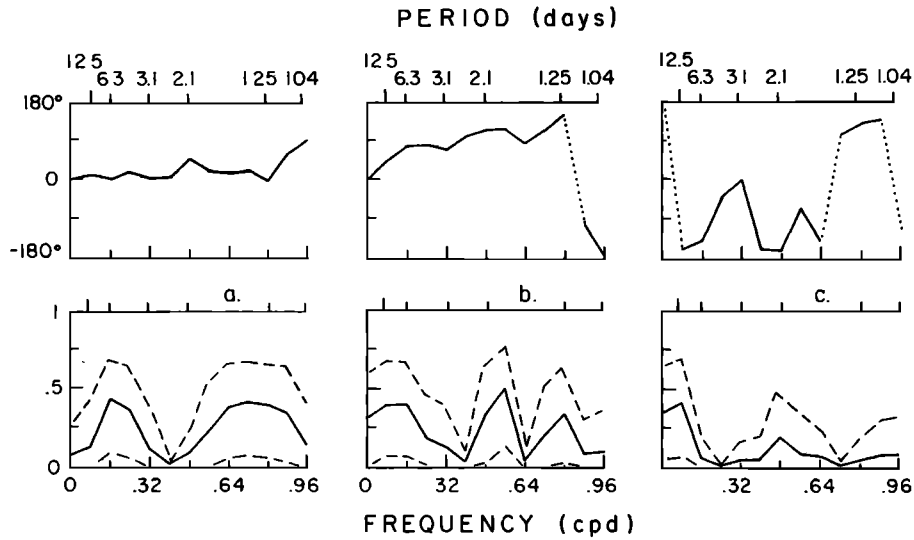 PERIOD (days)
12.5 12.5 12.5
6.3 3.1 2.1 1.25 1.04 6.3 3.1 2.1 1.25 1.04 6.3 3.1 2.1 1.25 1.04
180°
0
-180°
a. b. c.
1
.5
0
0 .32 .64 .96 0 .32 .64 .96 .32 .64 .96
FREQUENCY (cpd)